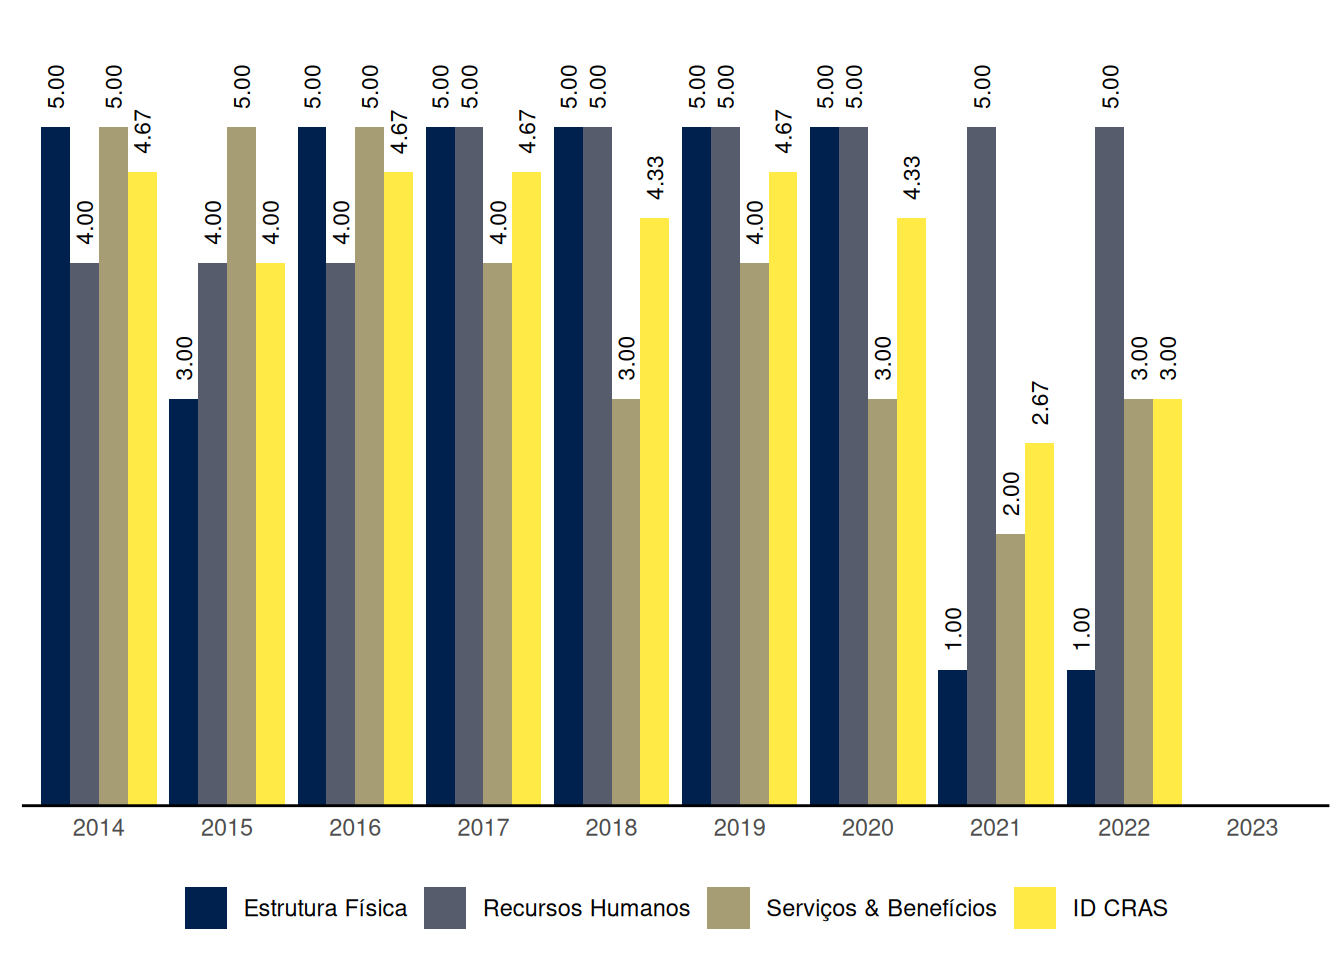 5.00 4.00 5.00 4.67 3.00 4.00 5.00 4.00 5.00 4.00 5.00 4.67 5.00 5.00 4.00 4.67 5.00 5.00 3.00 4.33 5.00 5.00 4.00 4.67 5.00 5.00 3.00 4.33 1.00 5.00 2.00 2.67 1.00 5.00 3.00 3.00
2014 2015 2016 2017 2018 2019 2020 2021 2022 2023
Estrutura Física Recursos Humanos Serviços & Benefícios ID CRAS